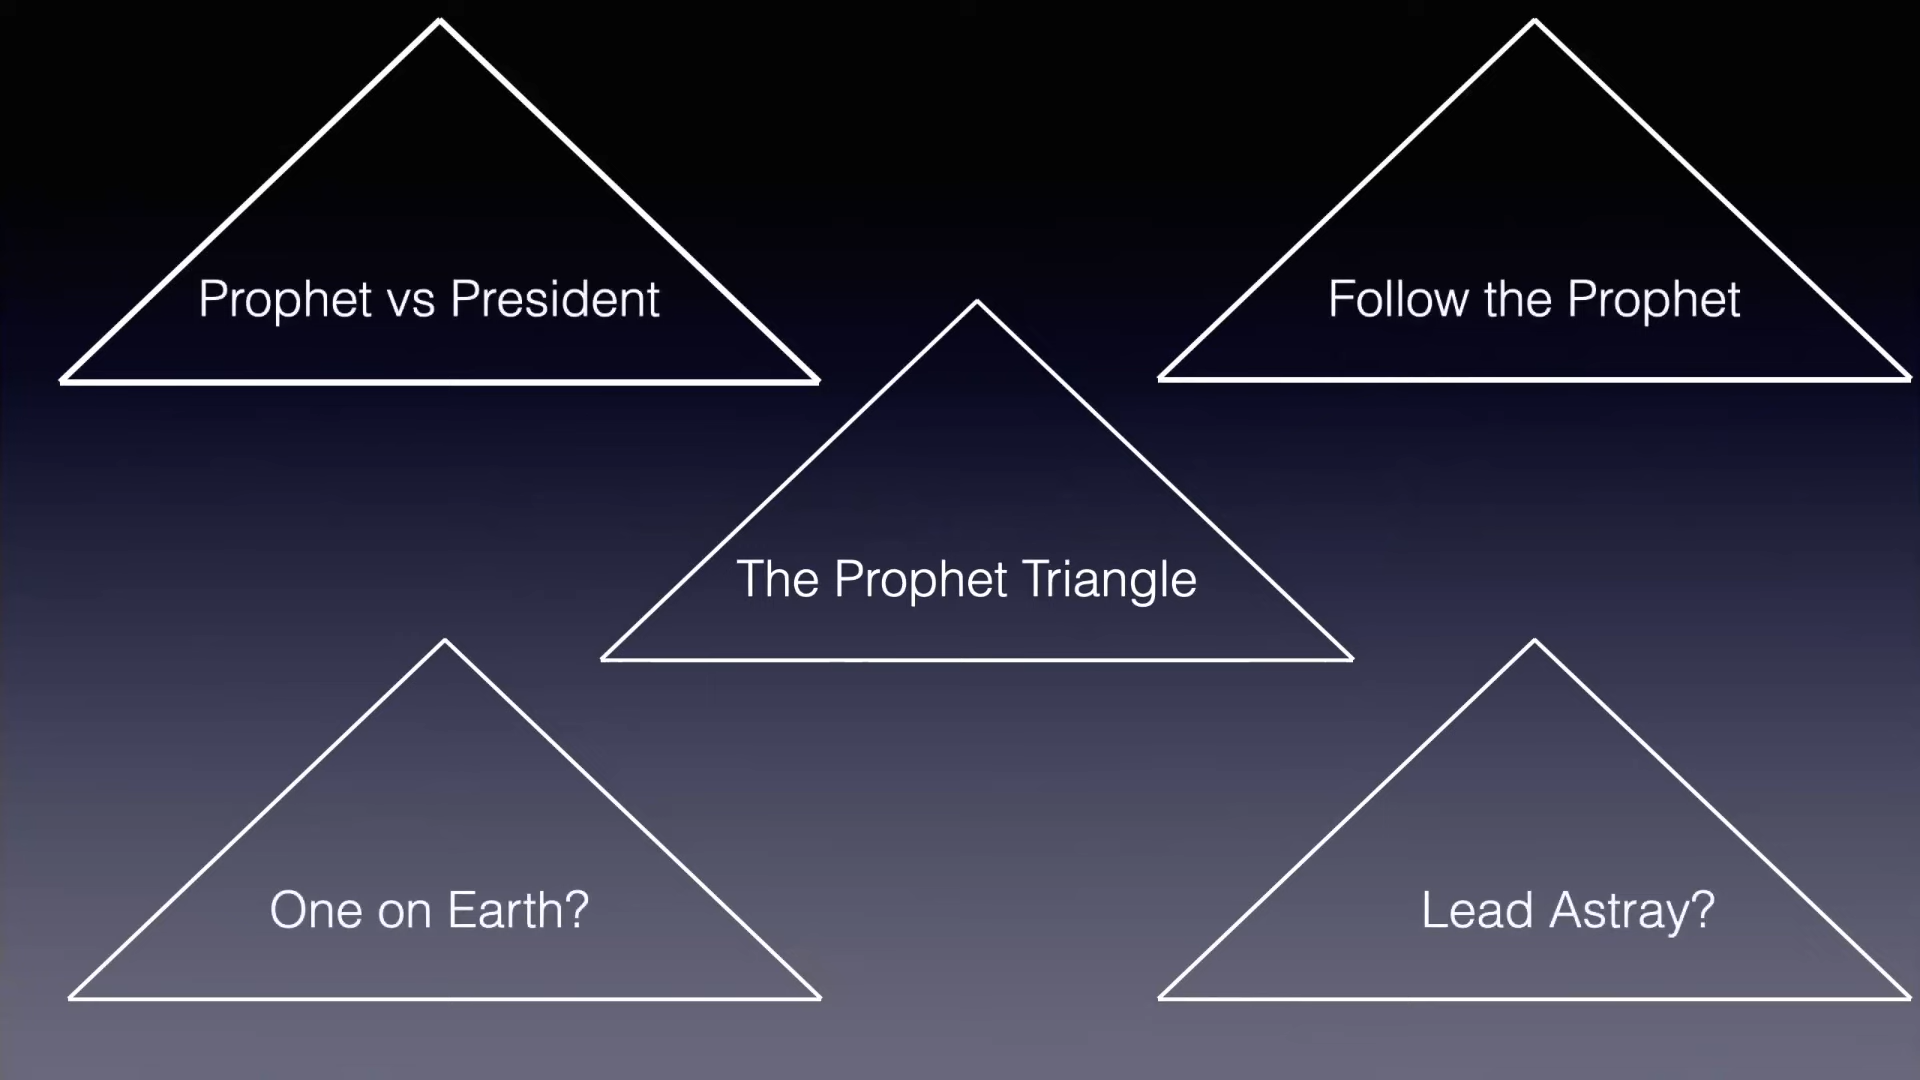 Prophet vs President
Follow the Prophet
The Prophet Triangle
One on Earth?
Lead Astray?